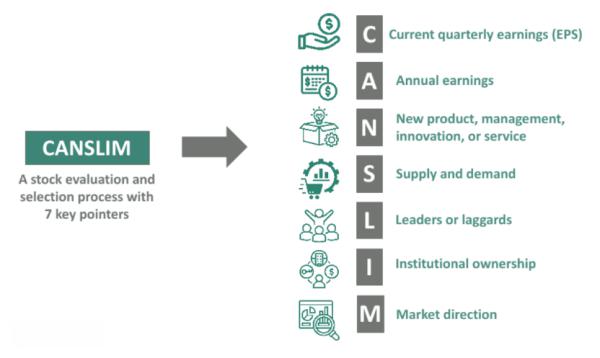 CANSLIM
A stock evaluation and
selection process with
7 key pointers
C Current quarterly earnings (EPS)
A Annual earnings
N New product, management,
innovation, or service
S Supply and demand
L Leaders or laggards
I Institutional ownership
M Market direction